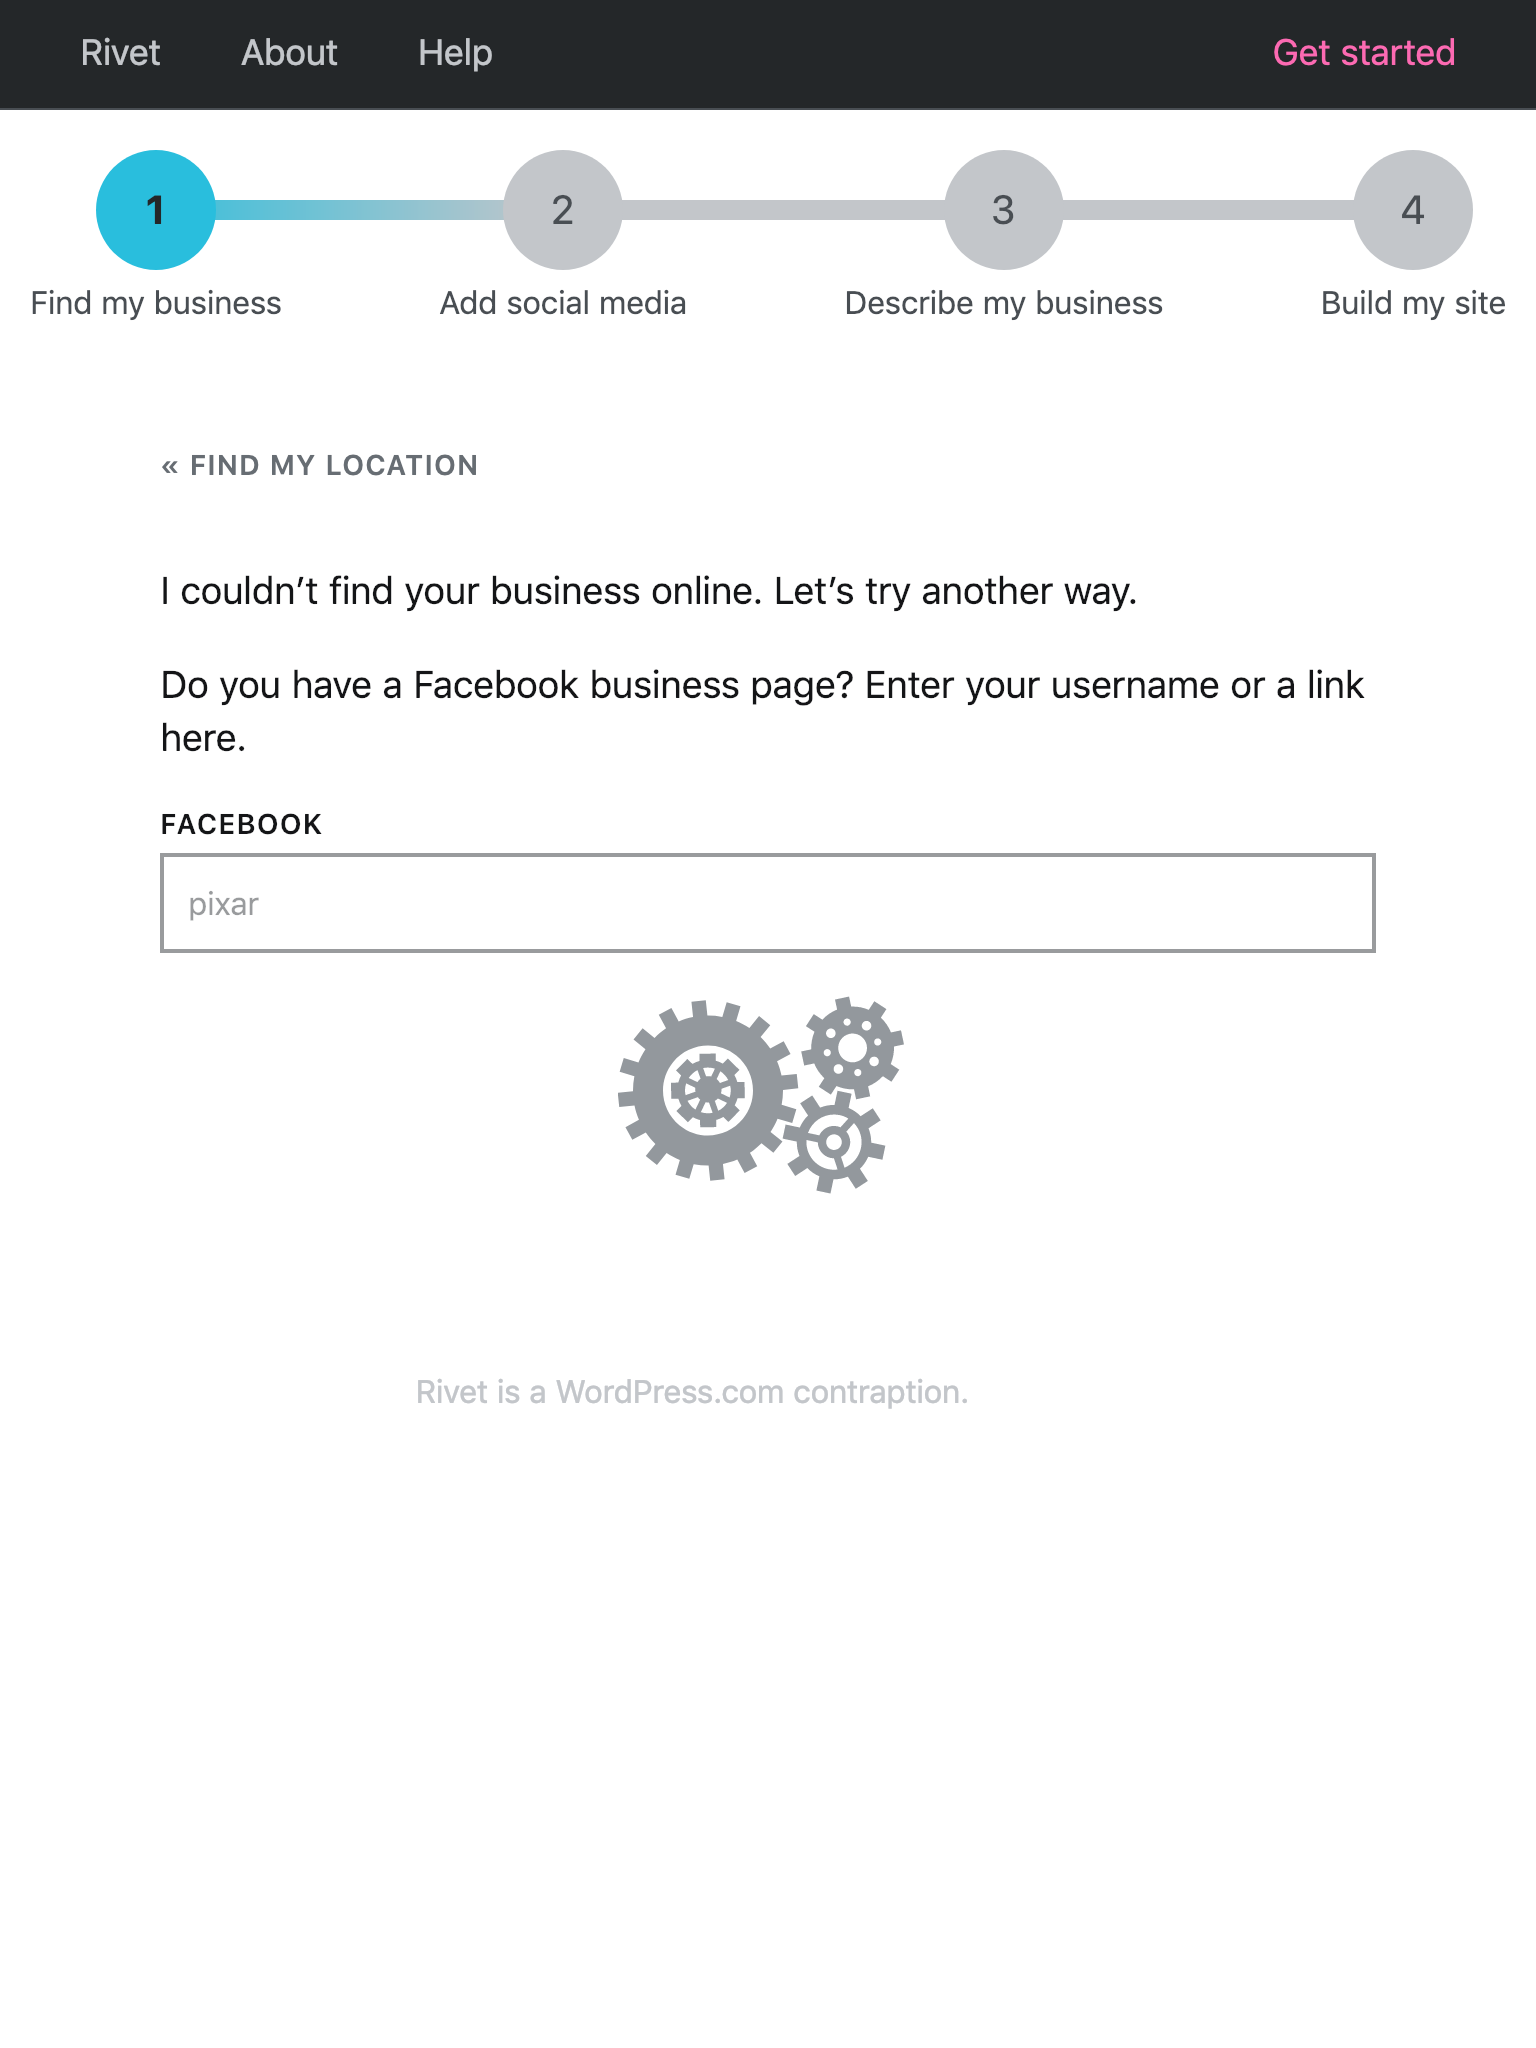 Rivet About Help Get started
1 2 3 4
Find my business Add social media Describe my business Build my site
« FIND MY LOCATION
I couldn’t find your business online. Let’s try another way.
Do you have a Facebook business page? Enter your username or a link
here.
FACEBOOK
pixar
Rivet is a WordPress.com contraption.